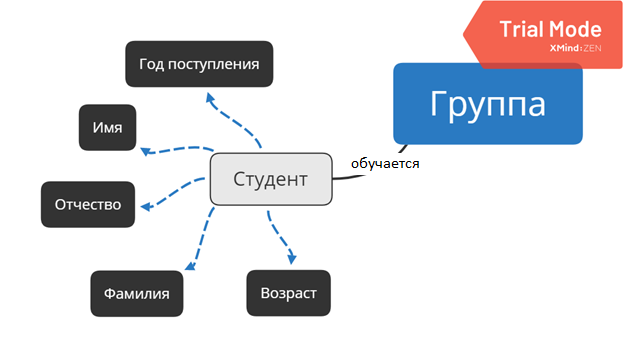 Trial Mode
XMind:ZEN
Год поступления
Группа
Имя
обучается
Студент
Отчество
Фамилия
Возраст